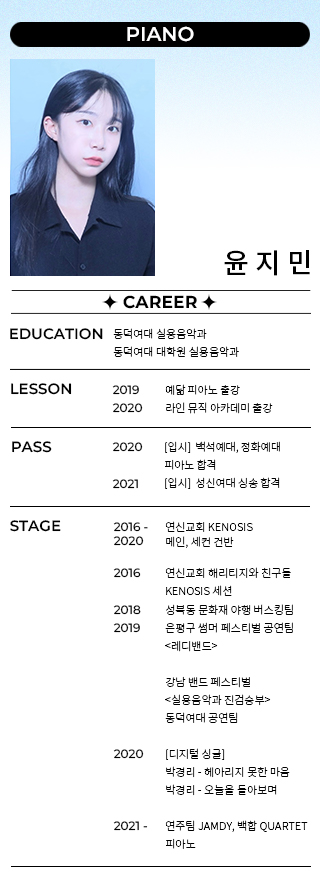 PIANO
윤 지 민
✦ CAREER ✦
EDUCATION 동덕여대 실용음악과
동덕여대 대학원 실용음악과
LESSON 2019 예닮 피아노 출강
2020 라인 뮤직 아카데미 출강
PASS 2020 [입시] 백석예대, 정화예대
피아노 합격
2021 [입시] 성신여대 싱송 합격
STAGE 2016 - 연신교회 KENOSIS
2020 메인, 세컨 건반
2016 연신교회 해리티지와 친구들
KENOSIS 세션
2018 성북동 문화재 야행 버스킹팀
2019 은평구 썸머 페스티벌 공연팀
<레디밴드>
강남 밴드 페스티벌
<실용음악과 진검승부>
동덕여대 공연팀
2020 [디지털 싱글]
박경리 - 헤아리지 못한 마음
박경리 - 오늘을 돌아보며
2021 - 연주팀 JAMDY, 백합 QUARTET
피아노